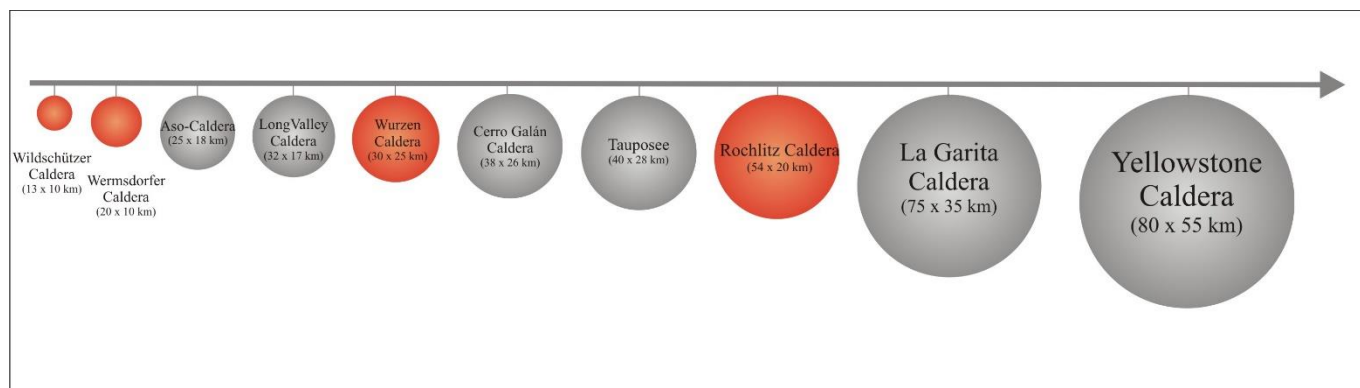 Wildschützer
Caldera
(13 x 10 km)
Wermsdorfer
Caldera
(20 x 10 km)
Aso-Caldera
(25 x 18 km)
LongValley
Caldera
(32 x 17 km)
Wurzen
Caldera
(30 x 25 km)
Cerro Galán
Caldera
(38 x 26 km)
Tauposee
(40 x 28 km)
Rochlitz Caldera
(54 x 20 km)
La Garita
Caldera
(75 x 35 km)
Yellowstone
Caldera
(80 x 55 km)